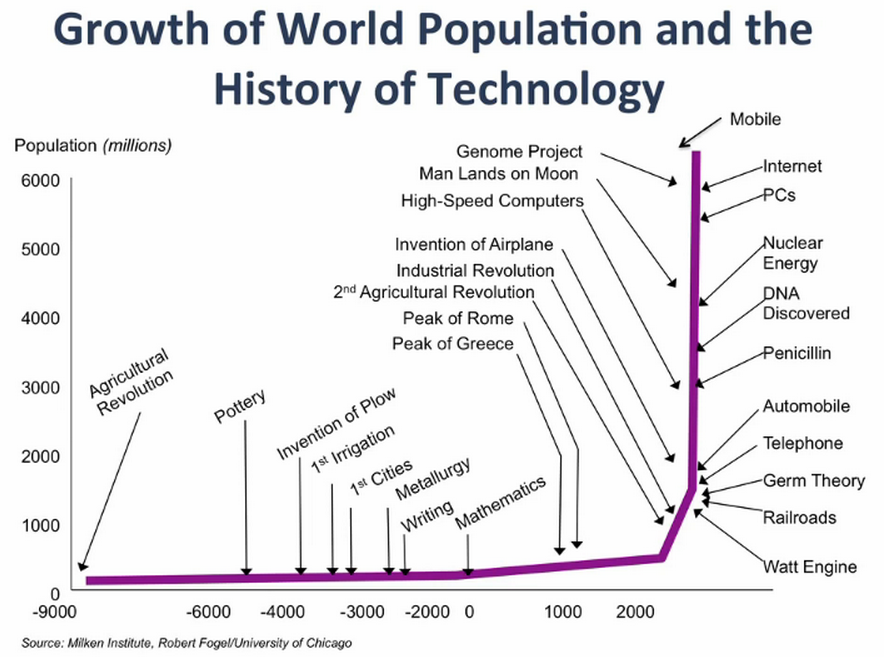 Growth of World Population and the
History of Technology
Population (millions)
6000
5000
4000
3000
2000
1000
0
-9000
-6000
-4000
-3000
-2000
0
1000
2000
Agricultural
Revolution
Pottery
Invention of Plow
1st Irrigation
1st Cities
Metallurgy
Writing
Mathematics
Genome Project
Man Lands on Moon
High-Speed Computers
Invention of Airplane
Industrial Revolution
2nd Agricultural Revolution
Peak of Rome
Peak of Greece
Mobile
Internet
PCs
Nuclear
Energy
DNA
Discovered
Penicillin
Automobile
Telephone
Germ Theory
Railroads
Watt Engine
Source: Milken Institute, Robert Fogel/University of Chicago